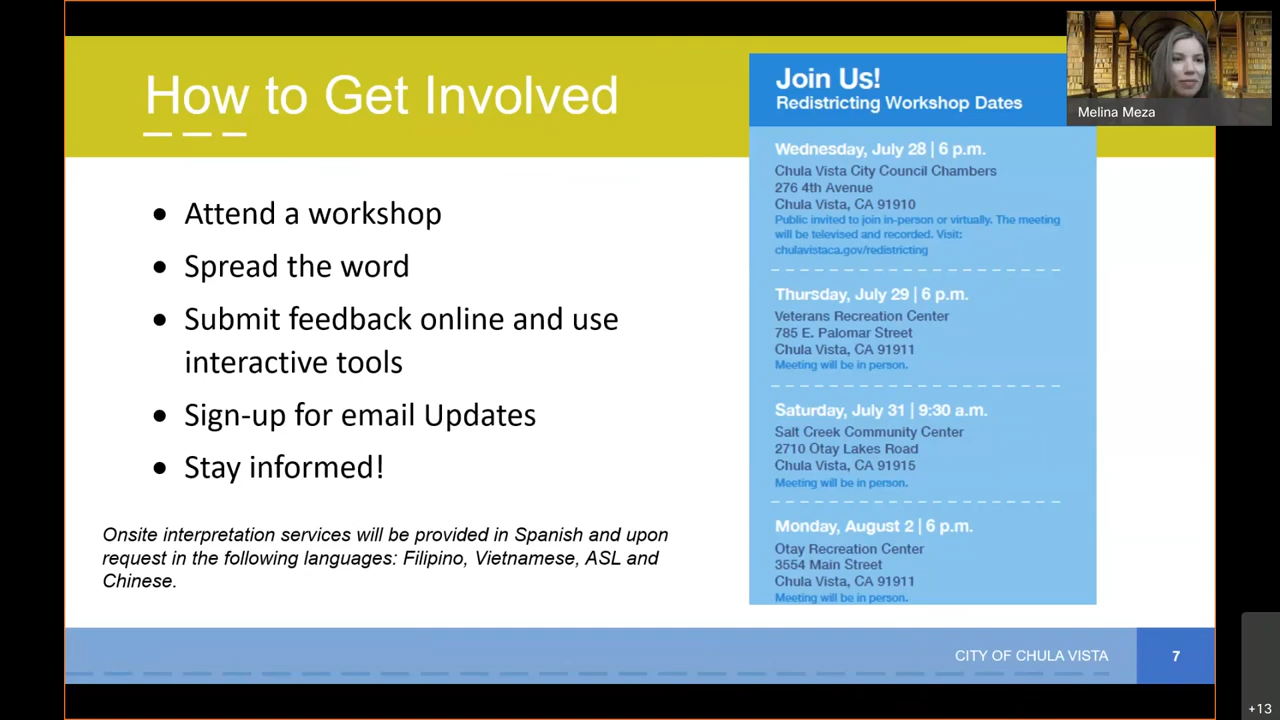 How to Get Involved
Attend a workshop
Spread the word
Submit feedback online and use
interactive tools
Sign-up for email Updates
Stay informed!
Onsite interpretation services will be provided in Spanish and upon
request in the following languages: Filipino, Vietnamese, ASL and
Chinese.
Join Us!
Redistricting Workshop Dates
Wednesday, July 28 | 6 p.m.
Chula Vista City Council Chambers
276 4th Avenue
Chula Vista, CA 91910
Public invited to join in-person or virtually. The meeting
will be televised and recorded. Visit:
chulavistaca.gov/redistricting
Thursday, July 29 | 6 p.m.
Veterans Recreation Center
785 E. Palomar Street
Chula Vista, CA 91911
Meeting will be in person.
Saturday, July 31 | 9:30 a.m.
Salt Creek Community Center
2710 Otay Lakes Road
Chula Vista, CA 91915
Meeting will be in person.
Monday, August 2 | 6 p.m.
Otay Recreation Center
3554 Main Street
Chula Vista, CA 91911
Meeting will be in person.
Melina Meza
CITY OF CHULA VISTA
7
+13